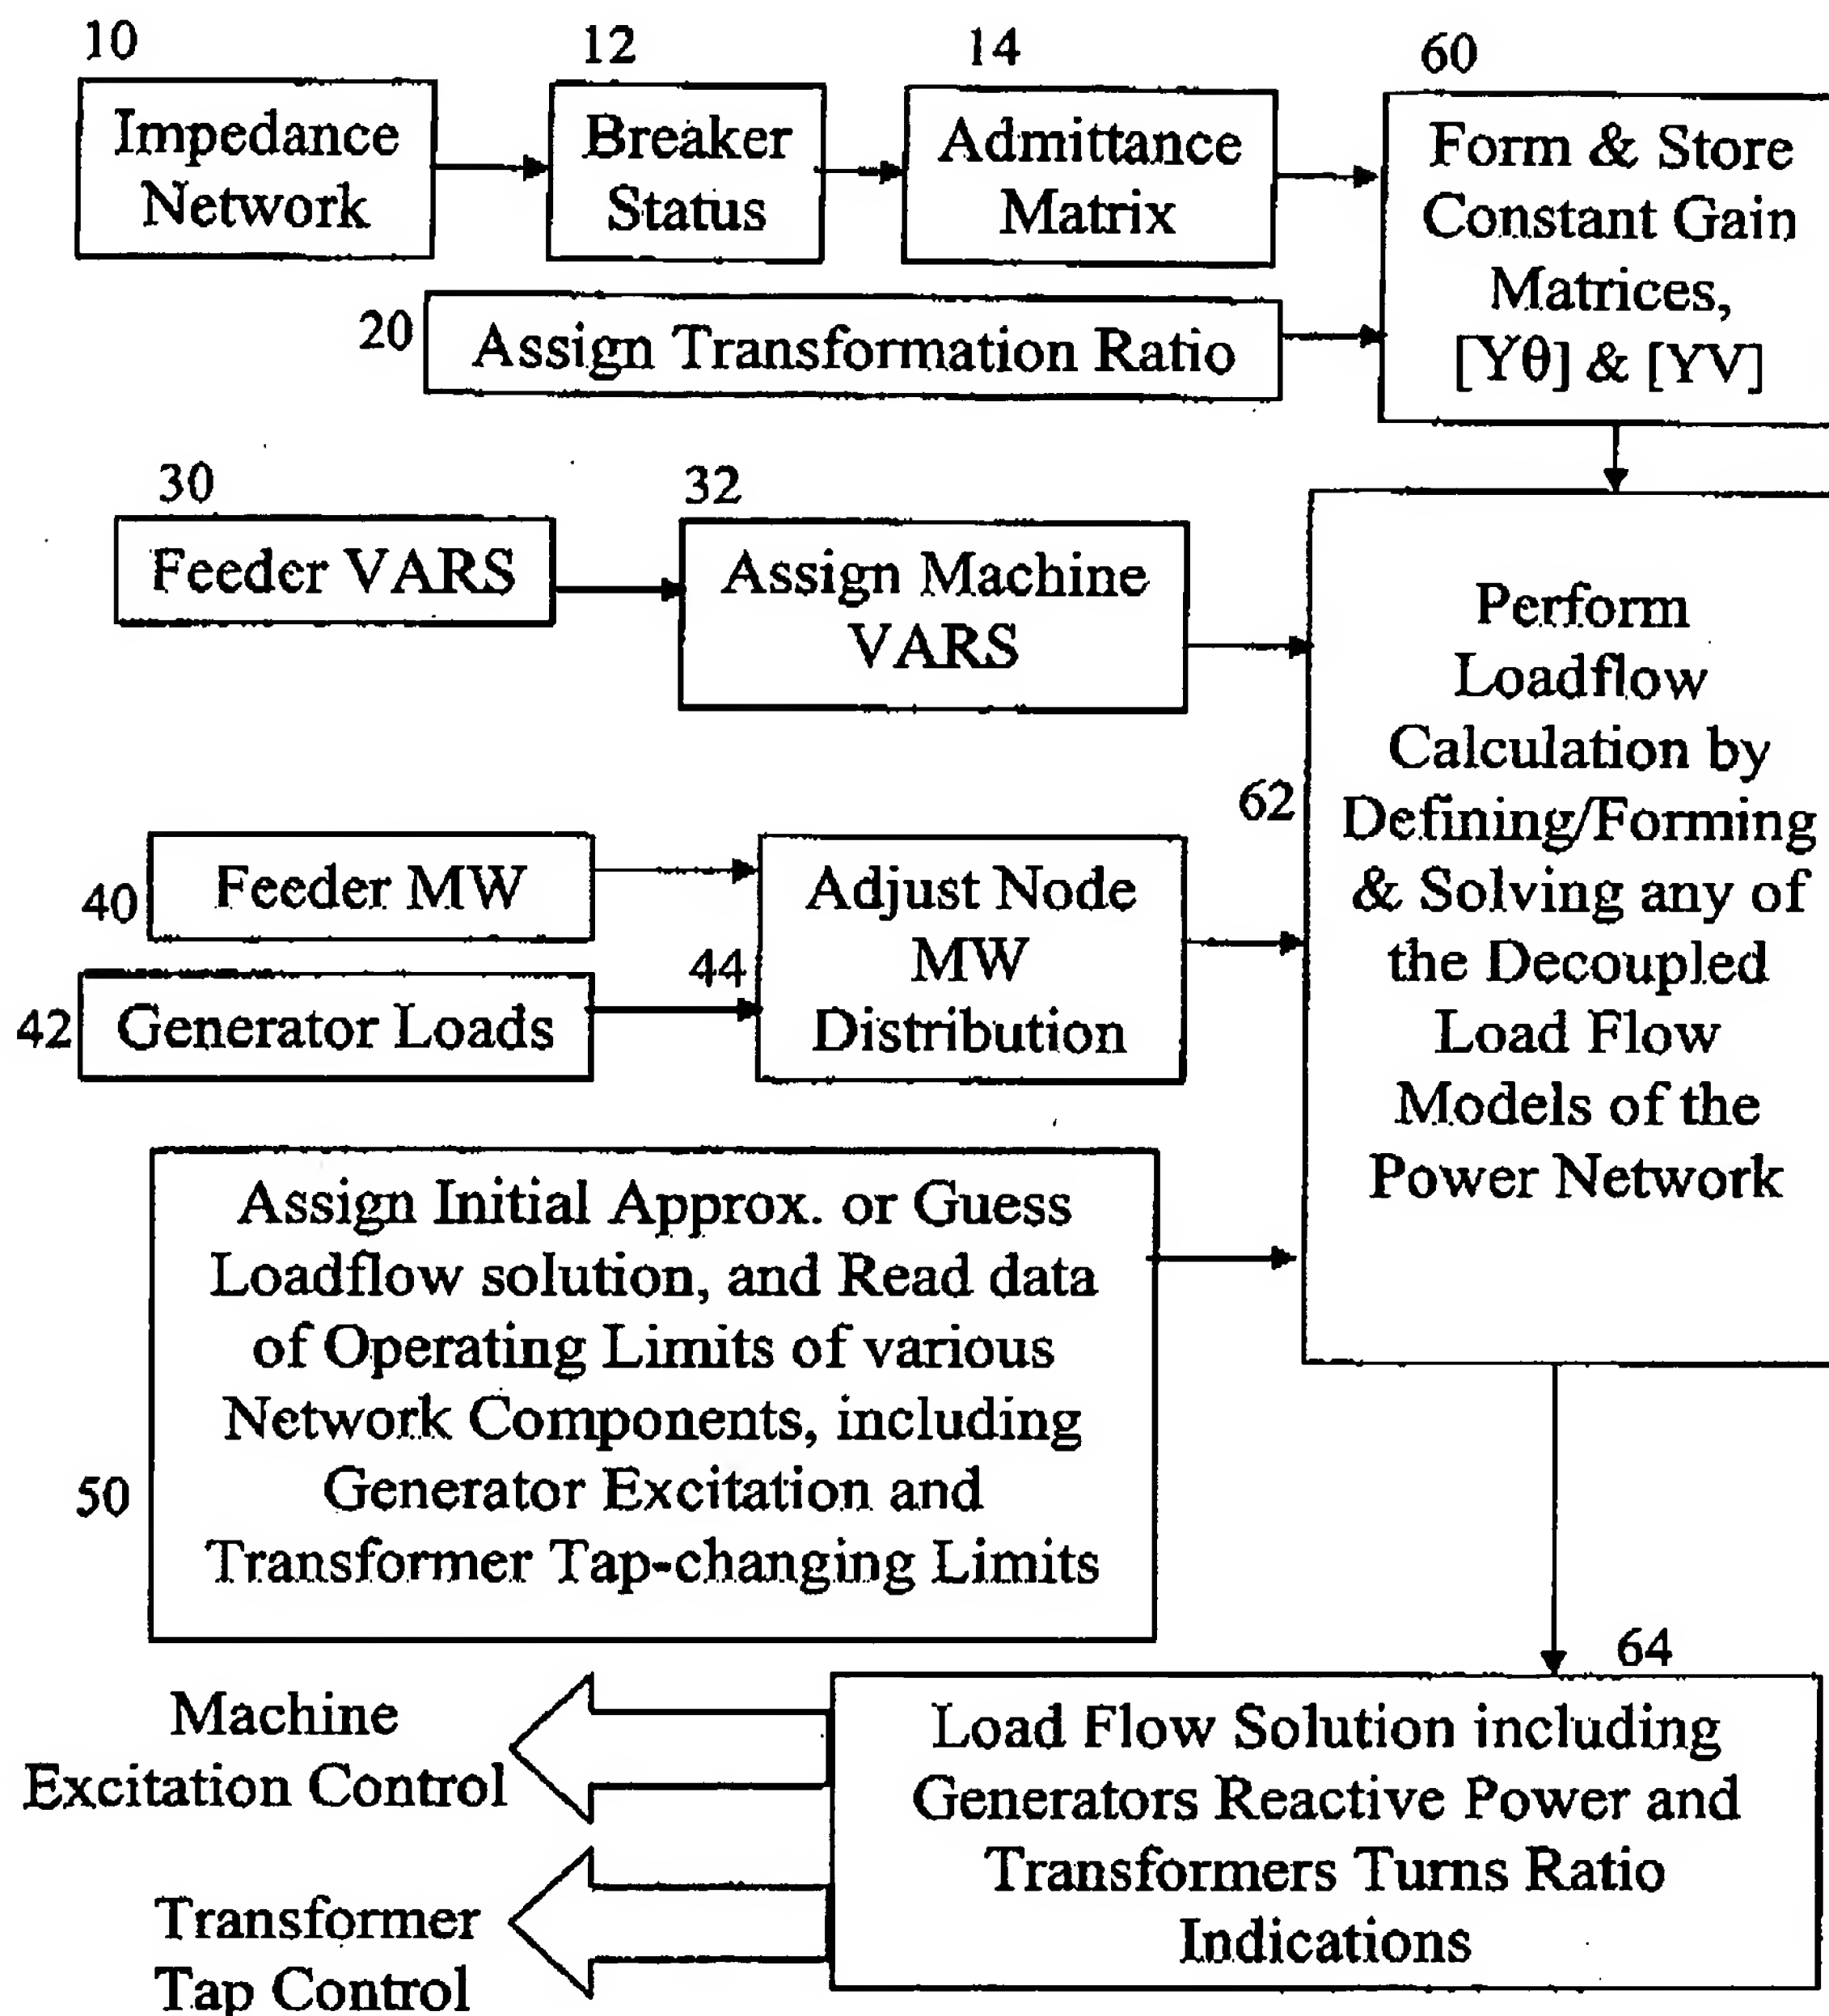 10
Impedance
Network
12
Breaker
Status
14
Admittance
Matrix
60
Form & Store
Constant Gain
Matrices,
[Yθ] & [YV]
20
Assign Transformation Ratio
30
Feeder VARS
32
Assign Machine
VARS
62
Perform
Loadflow
Calculation by
Defining/Forming
& Solving any of
the Decoupled
Load Flow
Models of the
Power Network
40
Feeder MW
42
Generator Loads
44
Adjust Node
MW
Distribution
50
Assign Initial Approx. or Guess
Loadflow solution, and Read data
of Operating Limits of various
Network Components, including
Generator Excitation and
Transformer Tap-changing Limits
64
Load Flow Solution including
Generators Reactive Power and
Transformers Turns Ratio
Indications
Machine
Excitation Control
Transformer
Tap Control